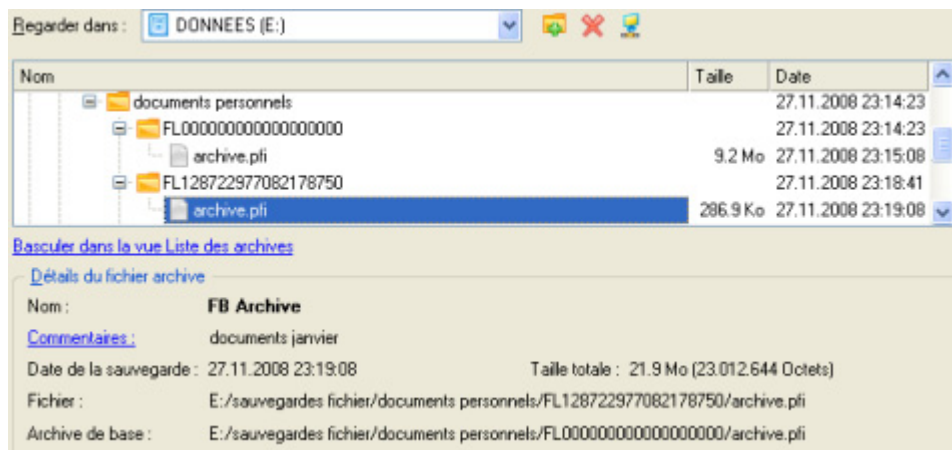 Regarder dans : DONNEES (E:)
Nom Taille Date
documents personnels 27.11.2008 23:14:23
FL000000000000000000 27.11.2008 23:14:23
archive.pfi 9.2 Mo 27.11.2008 23:15:08
FL128722977082178750 27.11.2008 23:18:41
archive.pfi 286.9 Ko 27.11.2008 23:19:08
Basculer dans la vue Liste des archives
Détails du fichier archive
Nom : FB Archive
Commentaires : documents janvier
Date de la sauvegarde : 27.11.2008 23:19:08 Taille totale : 21.9 Mo (23.012.644 Octets)
Fichier : E:/sauvegardes fichier/documents personnels/FL128722977082178750/archive.pfi
Archive de base : E:/sauvegardes fichier/documents personnels/FL000000000000000000/archive.pfi